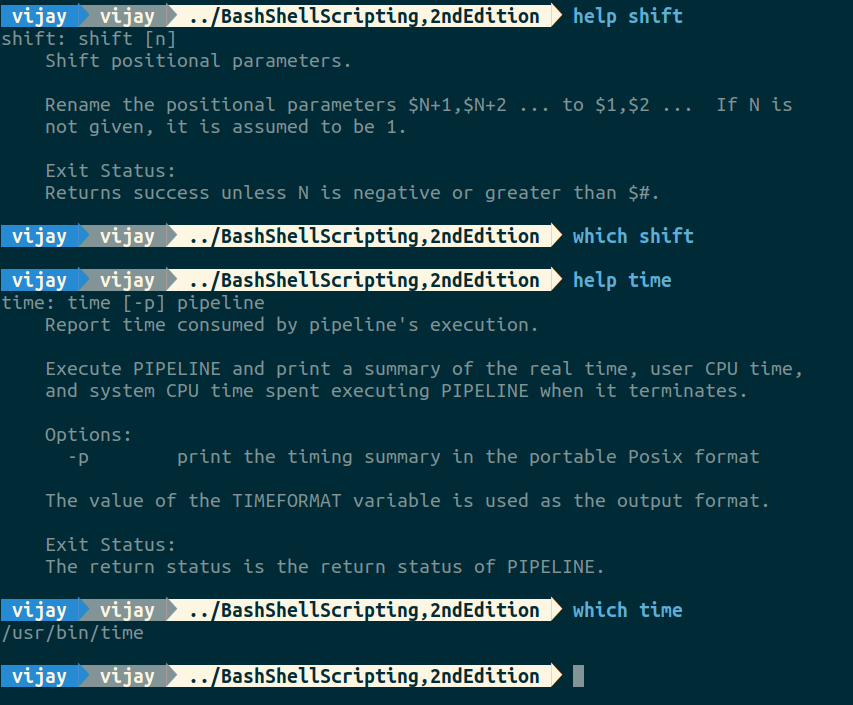 vijay vijay ../BashShellScripting,2ndEdition help shift
shift: shift [n]
    Shift positional parameters.

    Rename the positional parameters $N+1,$N+2 ... to $1,$2 ...  If N is
    not given, it is assumed to be 1.

    Exit Status:
    Returns success unless N is negative or greater than $#.

vijay vijay ../BashShellScripting,2ndEdition which shift

vijay vijay ../BashShellScripting,2ndEdition help time
time: time [-p] pipeline
    Report time consumed by pipeline's execution.

    Execute PIPELINE and print a summary of the real time, user CPU time,
    and system CPU time spent executing PIPELINE when it terminates.

    Options:
      -p        print the timing summary in the portable Posix format

    The value of the TIMEFORMAT variable is used as the output format.

    Exit Status:
    The return status is the return status of PIPELINE.

vijay vijay ../BashShellScripting,2ndEdition which time
/usr/bin/time

vijay vijay ../BashShellScripting,2ndEdition